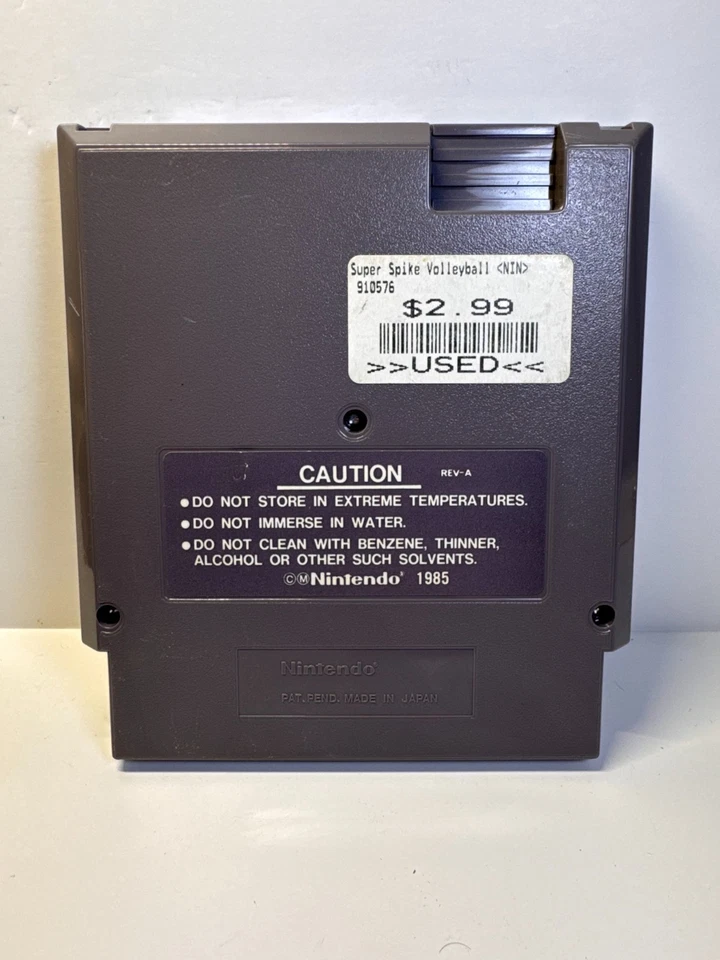 Super Spike Volleyball <NIN>
910576
$2.99
>>USED<<
CAUTION REV-A
●DO NOT STORE IN EXTREME TEMPERATURES.
●DO NOT IMMERSE IN WATER.
●DO NOT CLEAN WITH BENZENE, THINNER,
ALCOHOL OR OTHER SUCH SOLVENTS.
©ⓂNintendo® 1985
Nintendo®
PAT.PEND. MADE IN JAPAN